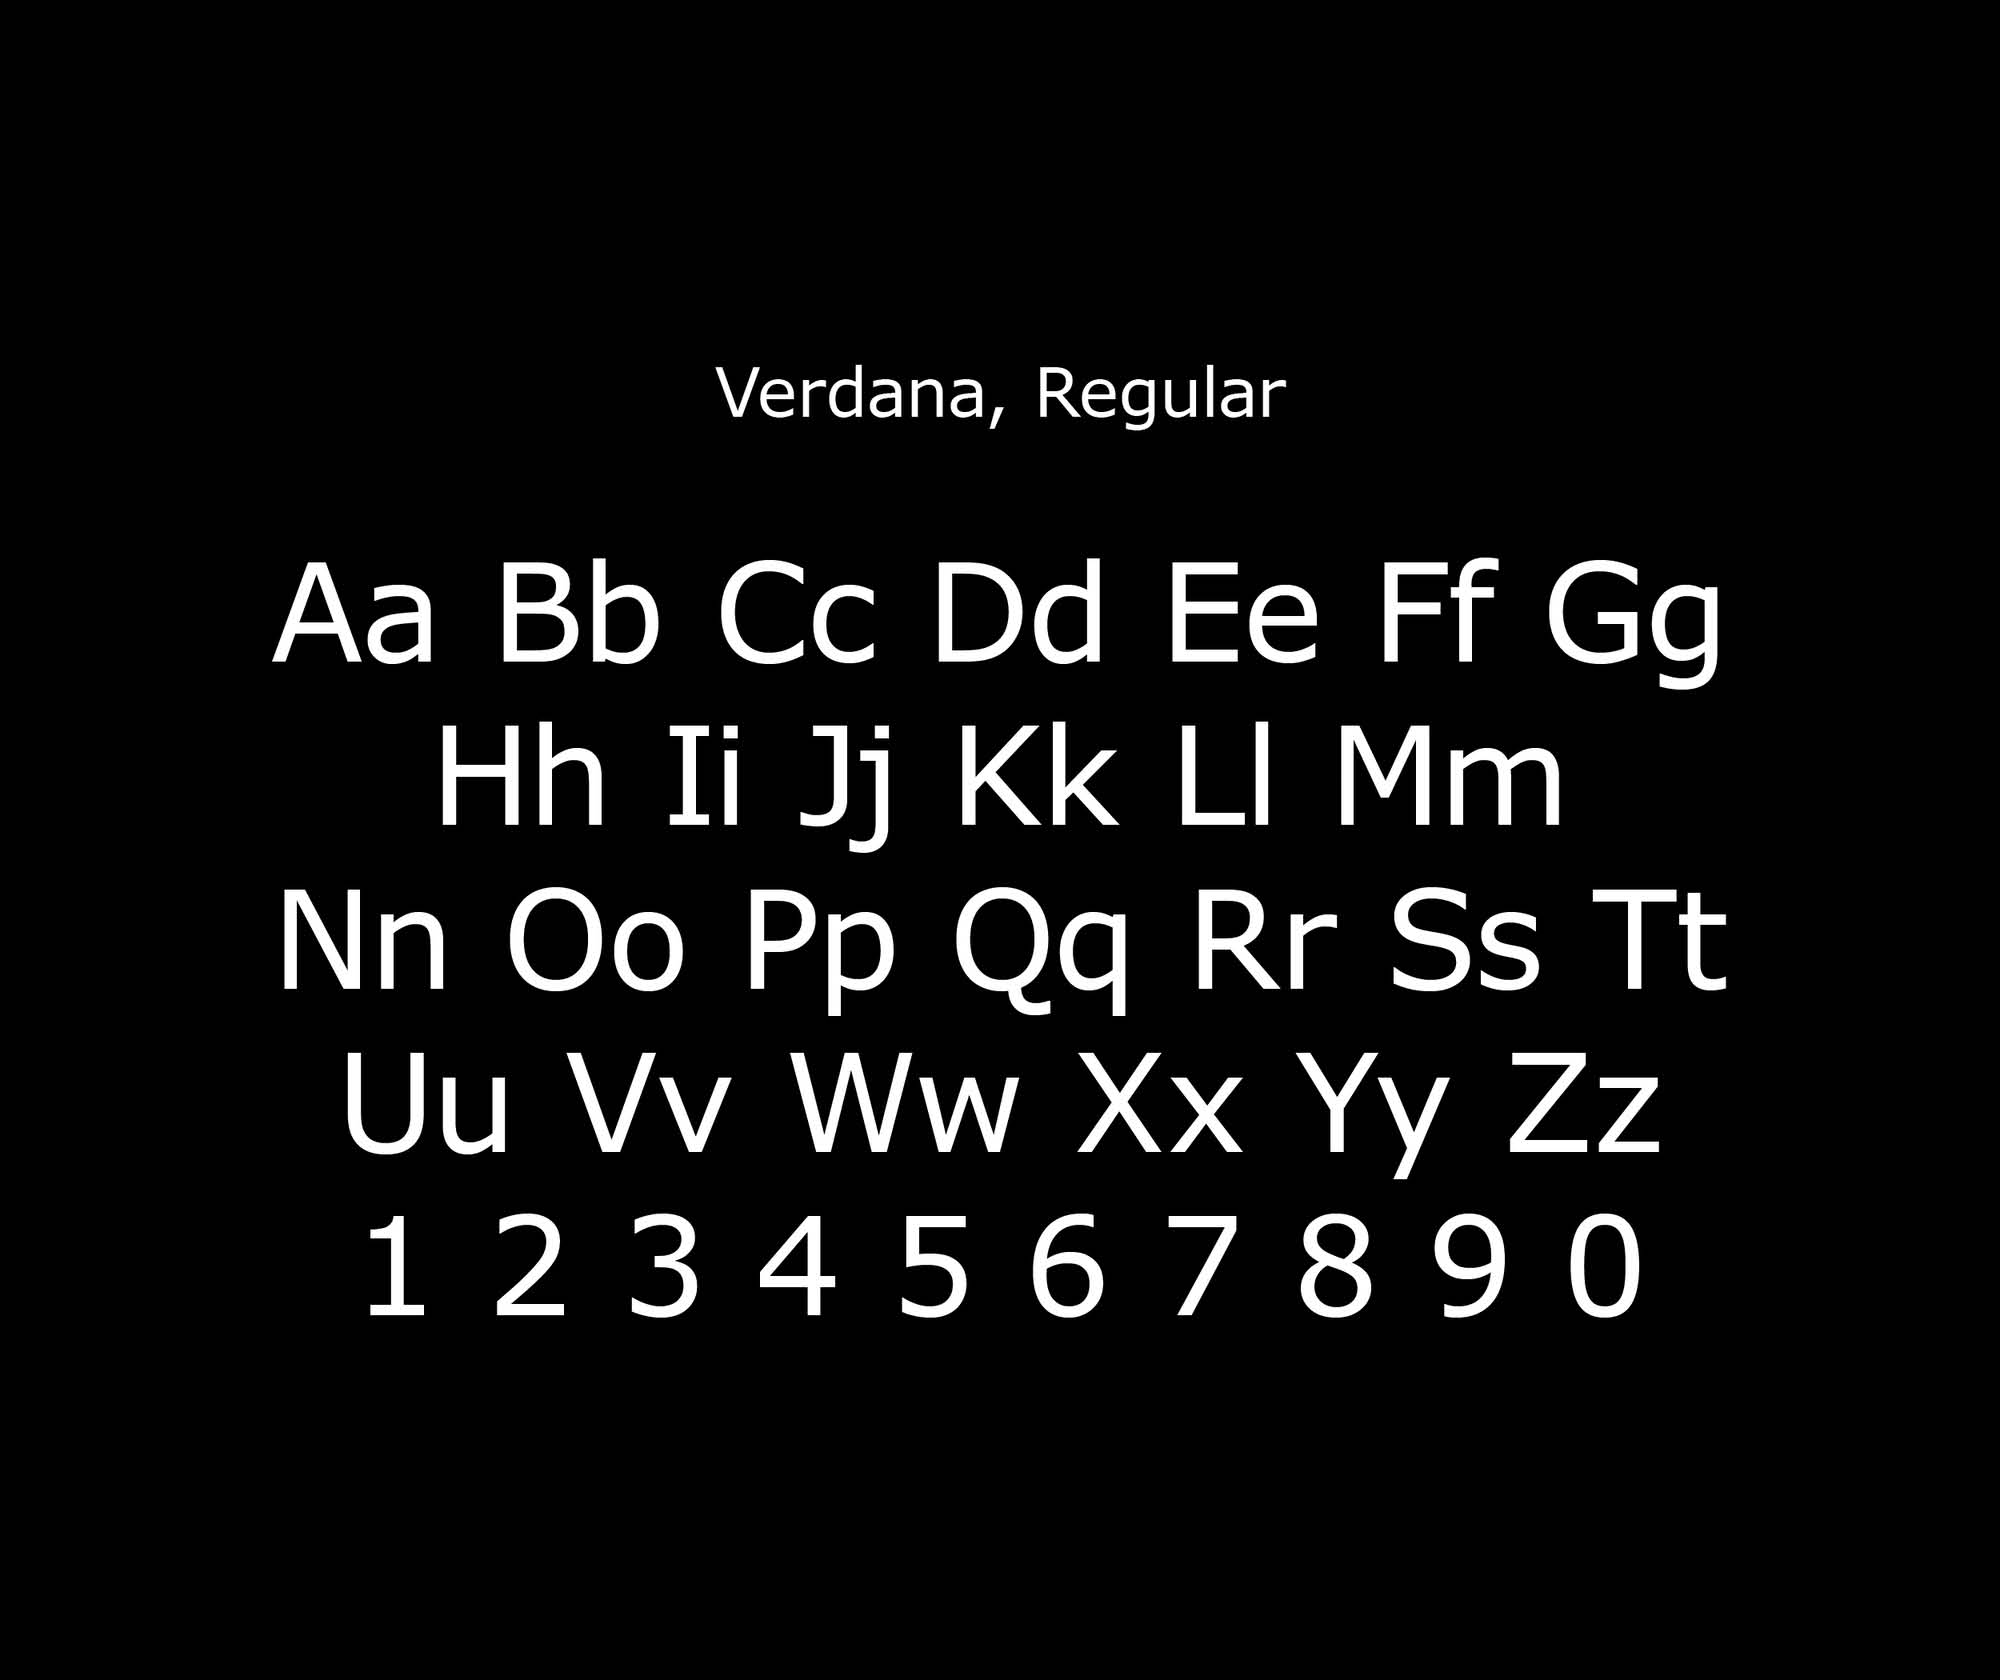 Verdana, Regular
Aa Bb Cc Dd Ee Ff Gg
Hh Ii Jj Kk Ll Mm
Nn Oo Pp Qq Rr Ss Tt
Uu Vv Ww Xx Yy Zz
1 2 3 4 5 6 7 8 9 0